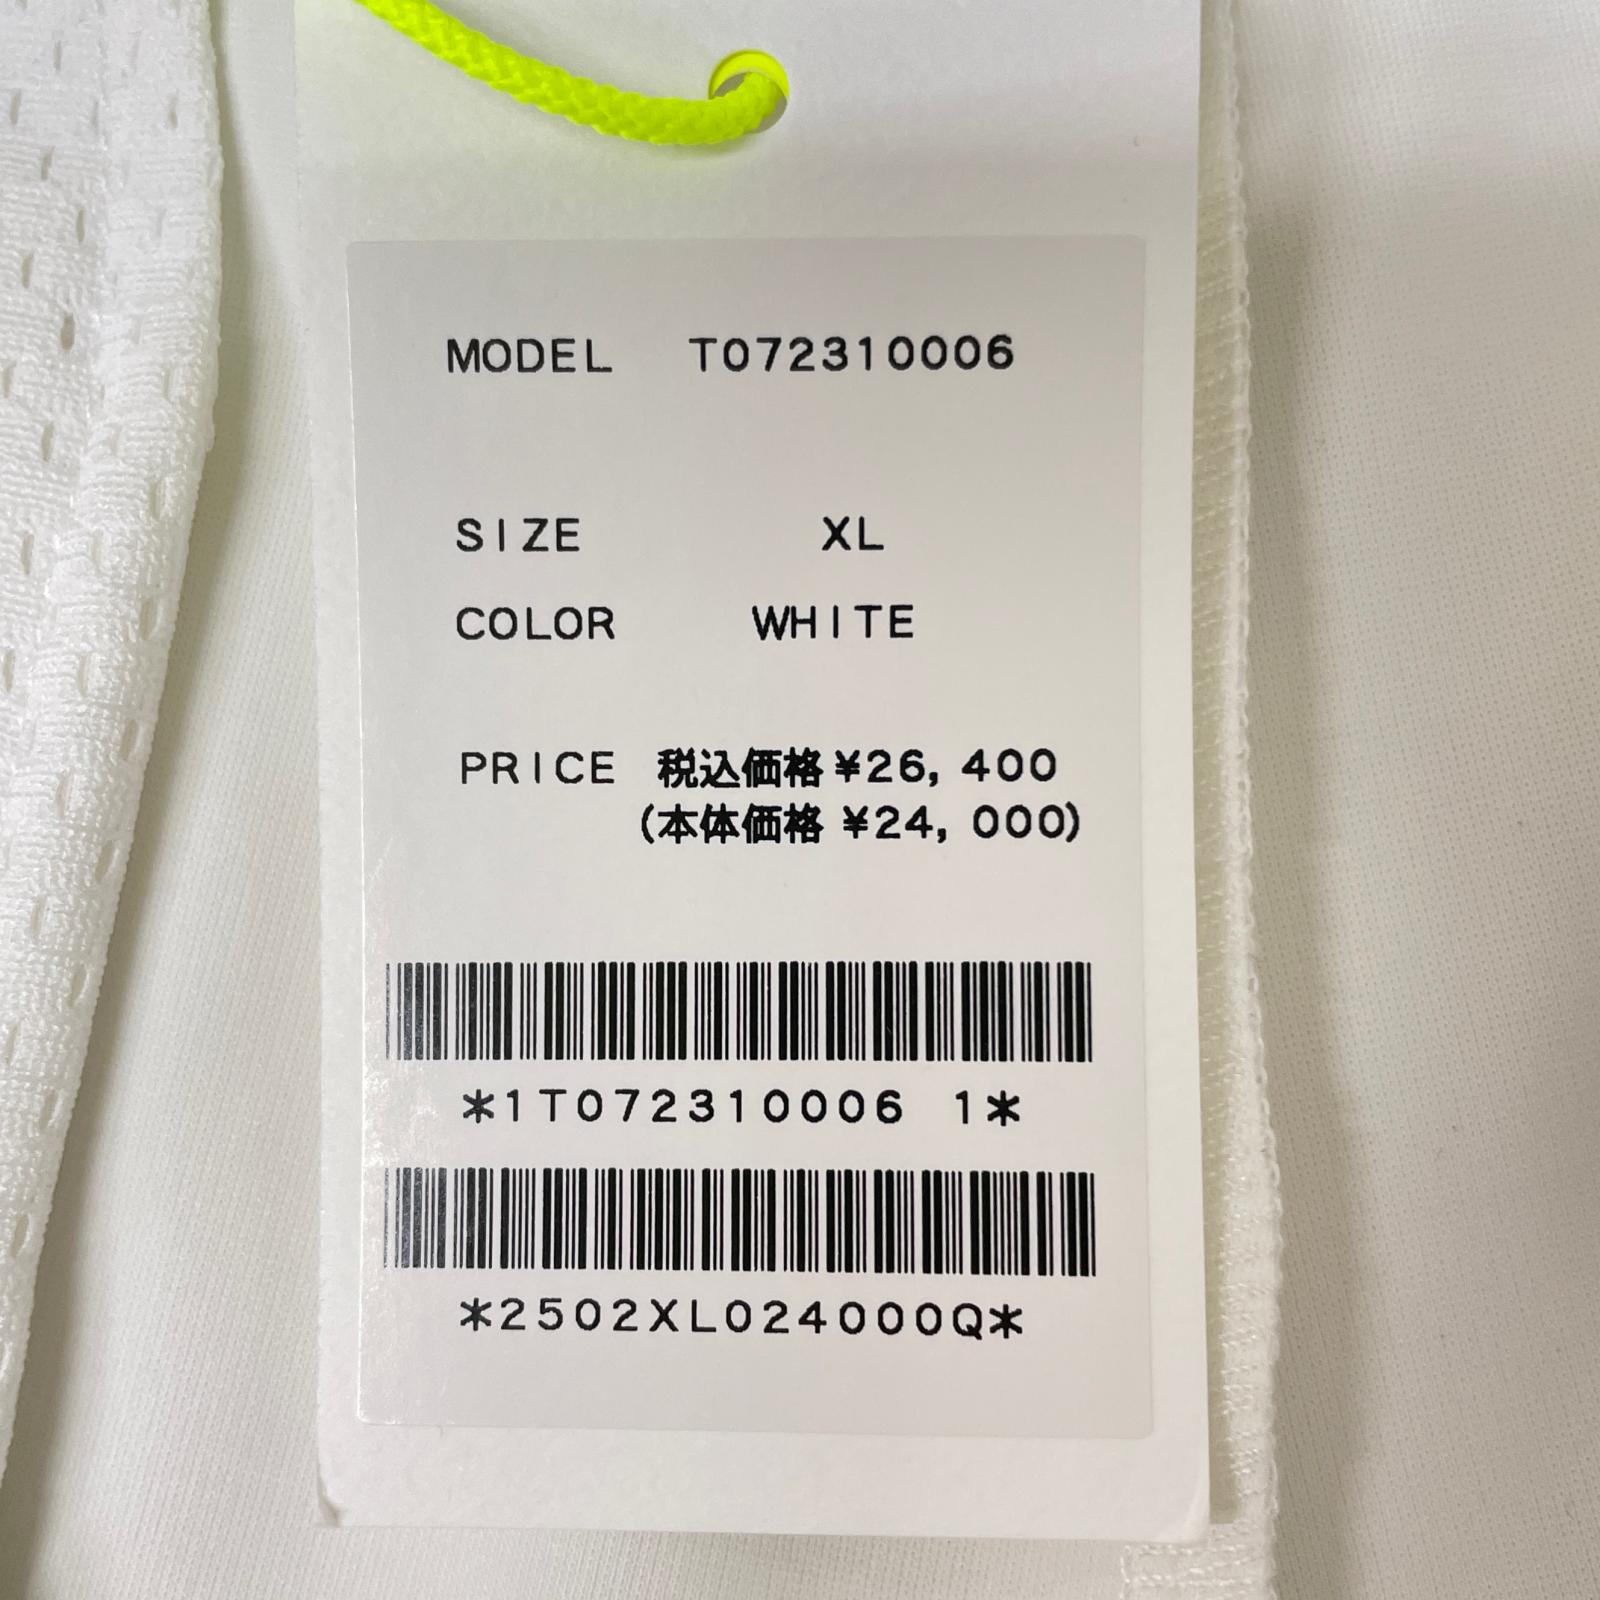 MODEL T072310006
SIZE XL
COLOR WHITE
PRICE 税込価格 ¥26,400
(本体価格 ¥24,000)
*1T072310006 1*
*2502XL024000Q*